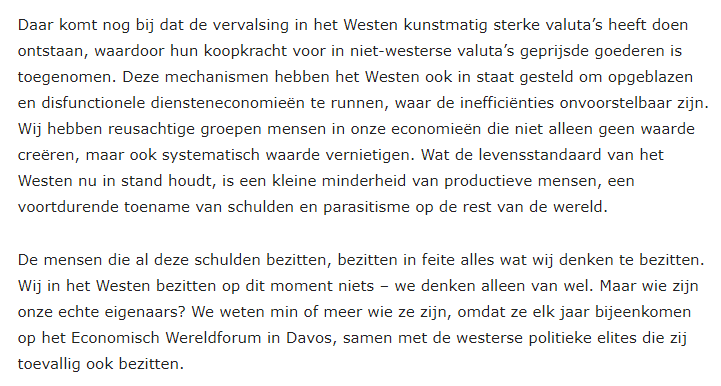 Daar komt nog bij dat de vervalsing in het Westen kunstmatig sterke valuta’s heeft doen
ontstaan, waardoor hun koopkracht voor in niet-westerse valuta’s geprijsde goederen is
toegenomen. Deze mechanismen hebben het Westen ook in staat gesteld om opgeblazen
en disfunctionele diensteneconomieën te runnen, waar de inefficiënties onvoorstelbaar zijn.
Wij hebben reusachtige groepen mensen in onze economieën die niet alleen geen waarde
creëren, maar ook systematisch waarde vernietigen. Wat de levensstandaard van het
Westen nu in stand houdt, is een kleine minderheid van productieve mensen, een
voortdurende toename van schulden en parasitisme op de rest van de wereld.

De mensen die al deze schulden bezitten, bezitten in feite alles wat wij denken te bezitten.
Wij in het Westen bezitten op dit moment niets – we denken alleen van wel. Maar wie zijn
onze echte eigenaars? We weten min of meer wie ze zijn, omdat ze elk jaar bijeenkomen
op het Economisch Wereldforum in Davos, samen met de westerse politieke elites die zij
toevallig ook bezitten.